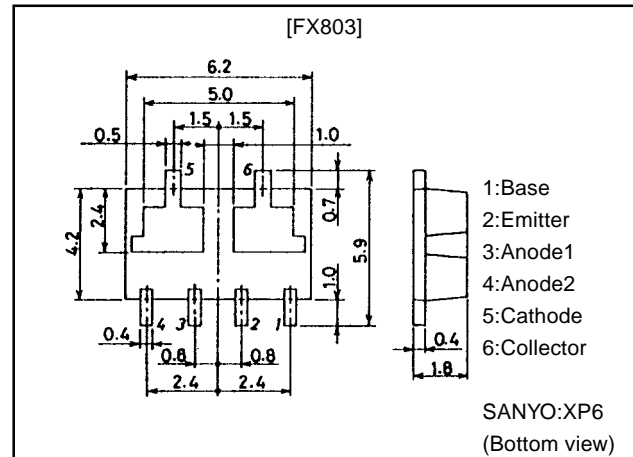 [FX803]
6.2
5.0
1.5 1.5
0.5 1.0
5 6
4.2 2.4 0.7 5.9 1.0
4 3 2 1
0.4
0.8 0.8
2.4 2.4
0.4
1.8
1:Base
2:Emitter
3:Anode1
4:Anode2
5:Cathode
6:Collector
SANYO:XP6
(Bottom view)